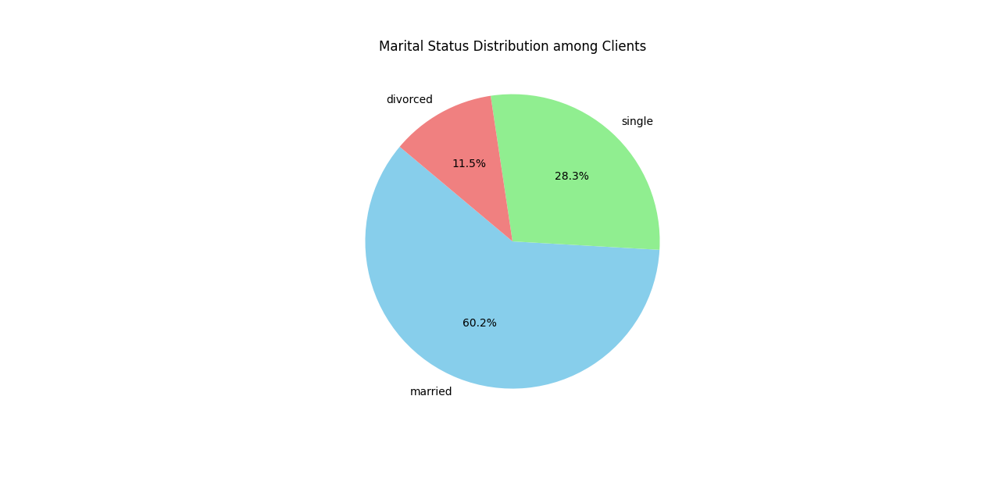 Marital Status Distribution among Clients
divorced
single
11.5%
28.3%
60.2%
married